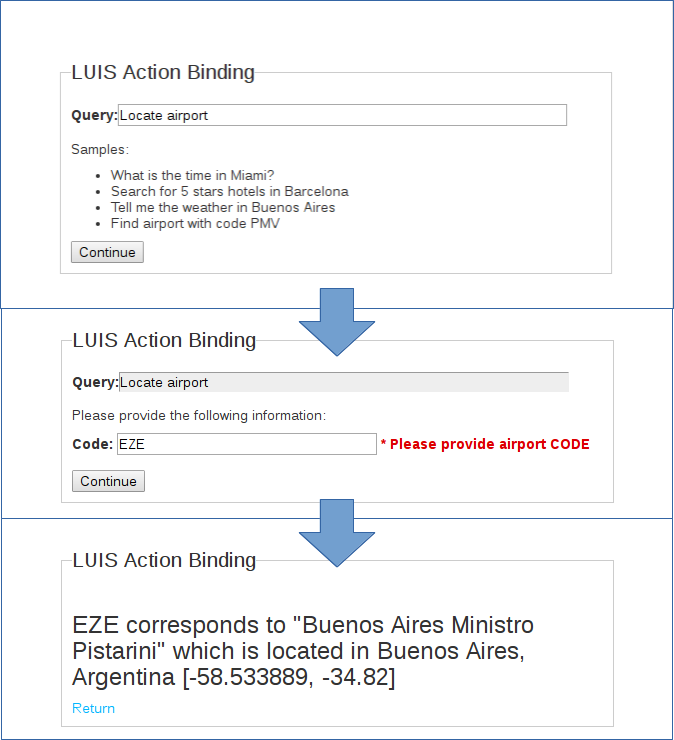 LUIS Action Binding
Query: Locate airport
Samples:
• What is the time in Miami?
• Search for 5 stars hotels in Barcelona
• Tell me the weather in Buenos Aires
• Find airport with code PMV
Continue
LUIS Action Binding
Query: Locate airport
Please provide the following information:
Code: EZE * Please provide airport CODE
Continue
LUIS Action Binding
EZE corresponds to "Buenos Aires Ministro
Pistarini" which is located in Buenos Aires,
Argentina [-58.533889, -34.82]
Return